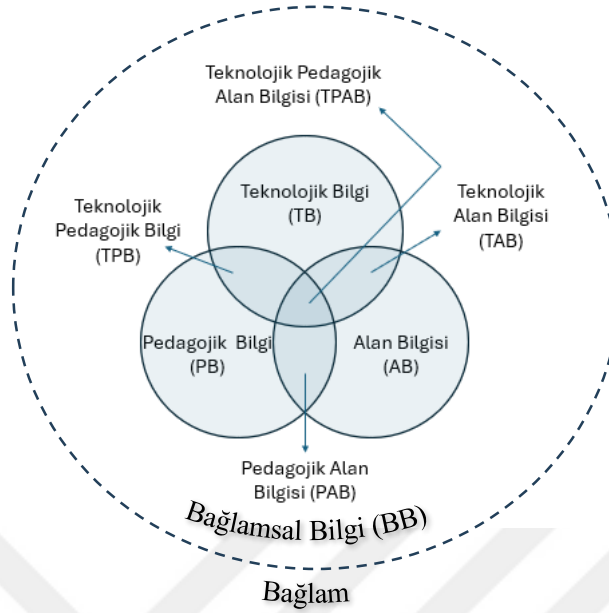 Teknolojik Pedagojik
Alan Bilgisi (TPAB)
Teknolojik Bilgi
(TB)
Teknolojik
Pedagojik Bilgi
(TPB)
Teknolojik
Alan Bilgisi
(TAB)
Pedagojik Bilgi
(PB)
Alan Bilgisi
(AB)
Pedagojik Alan
Bilgisi (PAB)
Bağlamsal Bilgi (BB)
Bağlam